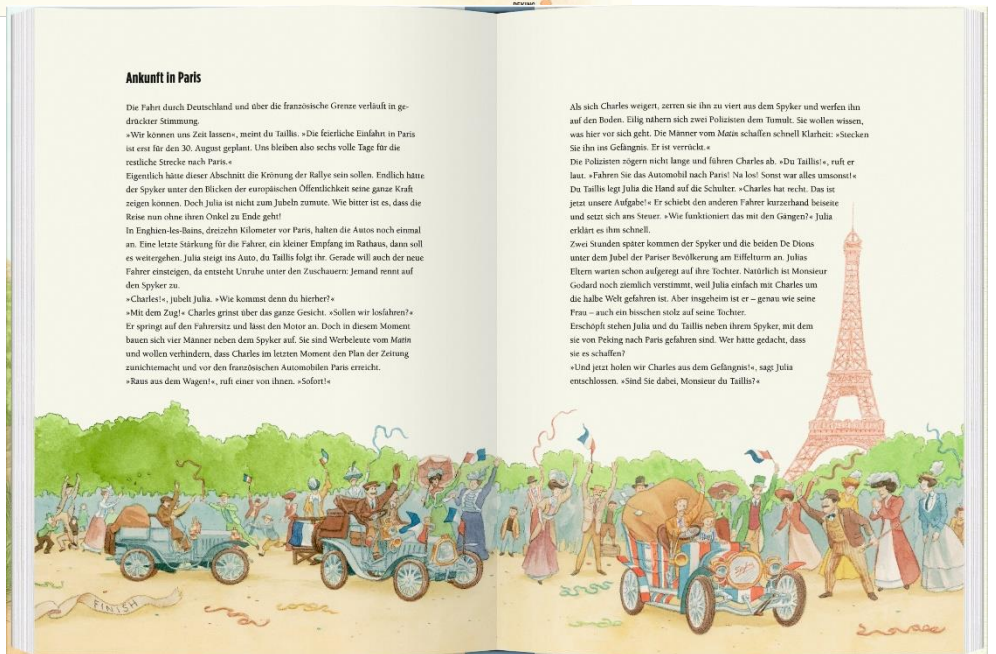 Ankunft in Paris
Die Fahrt durch Deutschland und über die französische Grenze verläuft in ge-
drückter Stimmung.
»Wir können uns Zeit lassen«, meint du Taillis. »Die feierliche Einfahrt in Paris
ist erst für den 30. August geplant. Uns bleiben also sechs volle Tage für die
restliche Strecke nach Paris.«
Eigentlich hätte dieser Abschnitt die Krönung der Rallye sein sollen. Endlich hätte
der Spyker unter den Blicken der europäischen Öffentlichkeit seine ganze Kraft
zeigen können. Doch Julia ist nicht zum Jubeln zumute. Wie bitter ist es, dass die
Reise nun ohne ihren Onkel zu Ende geht!
In Enghien-les-Bains, dreizehn Kilometer vor Paris, halten die Autos noch einmal
an. Eine letzte Stärkung für die Fahrer, ein kleiner Empfang im Rathaus, dann soll
es weitergehen. Julia steigt ins Auto, du Taillis folgt ihr. Gerade will auch der neue
Fahrer einsteigen, da entsteht Unruhe unter den Zuschauern: Jemand rennt auf
den Spyker zu.
»Charles!«, jubelt Julia. »Wie kommst denn du hierher?«
»Mit dem Zug!« Charles grinst über das ganze Gesicht. »Sollen wir losfahren?«
Er springt auf den Fahrersitz und lässt den Motor an. Doch in diesem Moment
bauen sich vier Männer neben dem Spyker auf. Sie sind Werbeleute vom Matin
und wollen verhindern, dass Charles im letzten Moment den Plan der Zeitung
zunichtemacht und vor den französischen Automobilen Paris erreicht.
»Raus aus dem Wagen!«, ruft einer von ihnen. »Sofort!«
Als sich Charles weigert, zerren sie ihn zu viert aus dem Spyker und werfen ihn
auf den Boden. Eilig nähern sich zwei Polizisten dem Tumult. Sie wollen wissen,
was hier vor sich geht. Die Männer vom Matin schaffen schnell Klarheit: »Stecken
Sie ihn ins Gefängnis. Er ist verrückt.«
Die Polizisten zögern nicht lange und führen Charles ab. »Du Taillis!«, ruft er
laut. »Fahren Sie das Automobil nach Paris! Na los! Sonst war alles umsonst!«
Du Taillis legt Julia die Hand auf die Schulter. »Charles hat recht. Das ist
jetzt unsere Aufgabe!« Er schiebt den anderen Fahrer kurzerhand beiseite
und setzt sich ans Steuer. »Wie funktioniert das mit den Gängen?« Julia
erklärt es ihm schnell.
Zwei Stunden später kommen der Spyker und die beiden De Dions
unter dem Jubel der Pariser Bevölkerung am Eiffelturm an. Julias
Eltern warten schon aufgeregt auf ihre Tochter. Natürlich ist Monsieur
Godard noch ziemlich verstimmt, weil Julia einfach mit Charles um
die halbe Welt gefahren ist. Aber insgeheim ist er – genau wie seine
Frau – auch ein bisschen stolz auf seine Tochter.
Erschöpft stehen Julia und du Taillis neben ihrem Spyker, mit dem
sie von Peking nach Paris gefahren sind. Wer hätte gedacht, dass
sie es schaffen?
»Und jetzt holen wir Charles aus dem Gefängnis!«, sagt Julia
entschlossen. »Sind Sie dabei, Monsieur du Taillis?«
FINISH
Spyker